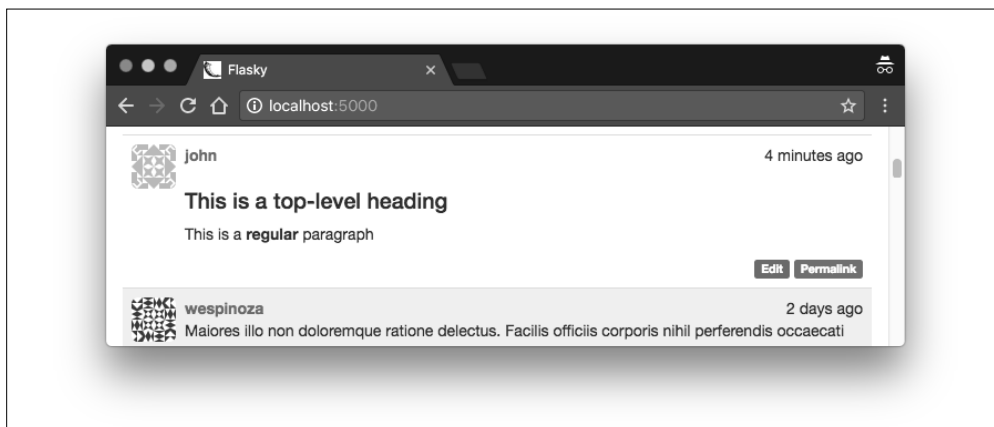 Flasky
localhost:5000
john 4 minutes ago
This is a top-level heading
This is a regular paragraph
Edit Permalink
wespinoza 2 days ago
Maiores illo non doloremque ratione delectus. Facilis officiis corporis nihil perferendis occaecati